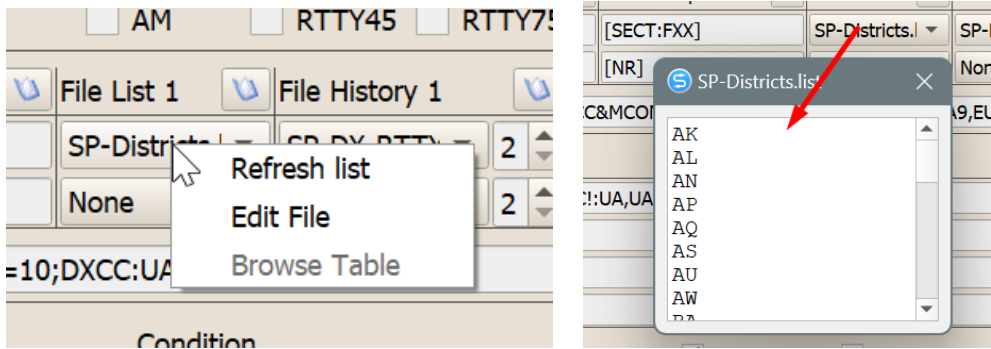 AM RTTY45 RTTY75
File List 1 File History 1
SP-Districts.l SP-DX-RTTY 2
None 2
Refresh list
Edit File
Browse Table
=10;DXCC:UA
Condition
[SECT:FXX] SP-Districts.l SP-
[NR] Non
SP-Districts.list
C&MCO A9,EU
AK
AL
AN
AP
AQ
AS
AU
AW
BA
:!:UA,UA